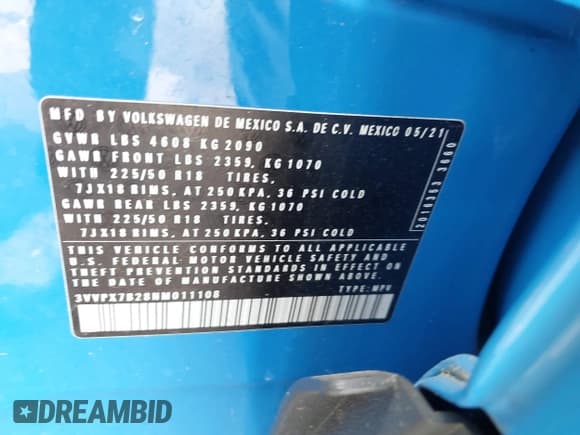 MFD BY VOLKSWAGEN DE MEXICO S.A. DE C.V. MEXICO 05/21
GVWR LBS 4608 KG 2090
GAWR FRONT LBS 2359, KG 1070
WITH 225/50 R18 TIRES,
7JX18 RIMS, AT 250 KPA, 36 PSI COLD
GAWR REAR LBS 2359, KG 1070
WITH 225/50 R18 TIRES,
7JX18 RIMS, AT 250 KPA, 36 PSI COLD
THIS VEHICLE CONFORMS TO ALL APPLICABLE
U.S. FEDERAL MOTOR VEHICLE SAFETY AND
THEFT PREVENTION STANDARDS IN EFFECT ON THE
DATE OF MANUFACTURE SHOWN ABOVE.
3VVPX7B28NM011108 TYPE: MPV
2016353 3600
DREAMBID